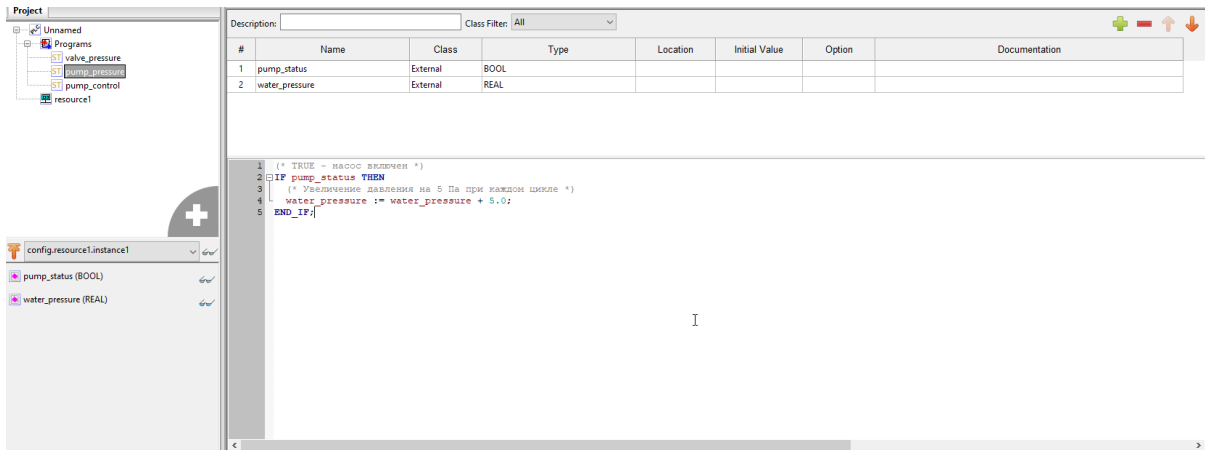 Project
Unnamed
Programs
ST valve_pressure
ST pump_pressure
ST pump_control
resource1
config.resource1.instance1
pump_status (BOOL)
water_pressure (REAL)
Description: Class Filter: All
# Name Class Type Location Initial Value Option Documentation
1 pump_status External BOOL
2 water_pressure External REAL
1 (* TRUE - насос включен *)
2 IF pump_status THEN
3 (* Увеличение давления на 5 Па при каждом цикле *)
4 water_pressure := water_pressure + 5.0;
5 END_IF;